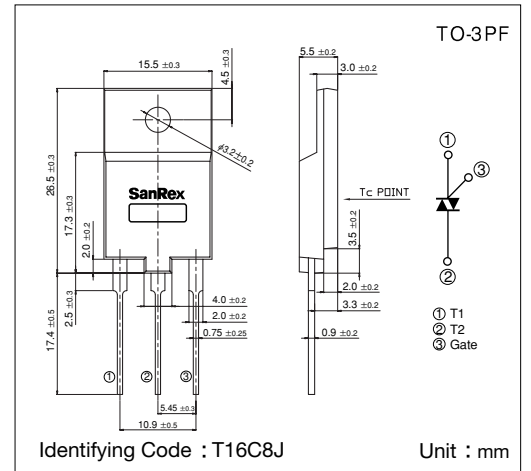 TO-3PF
15.5 ±0.3
4.5 ±0.3
5.5 ±0.2
3.0 ±0.2
φ3.2±0.2
26.5 ±0.3
17.3 ±0.3
2.0 ±0.2
SanRex
Tc POINT
3.5 ±0.2
①
③
②
2.0 ±0.2
3.3 ±0.2
0.9 ±0.2
4.0 ±0.2
2.0 ±0.2
0.75 ±0.25
17.4 ±0.5
2.5 ±0.3
① ② ③
5.45 ±0.3
10.9 ±0.5
① T1
② T2
③ Gate
Identifying Code：T16C8J
Unit：mm